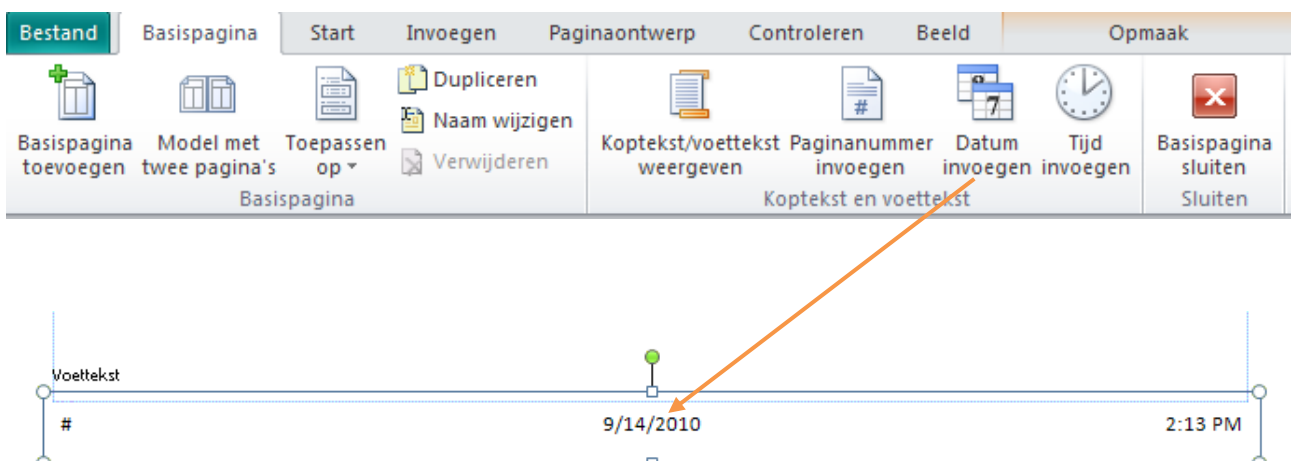 Bestand Basispagina Start Invoegen Paginaontwerp Controleren Beeld Opmaak
Basispagina toevoegen
Model met twee pagina's
Toepassen op
Dupliceren
Naam wijzigen
Verwijderen
Basispagina
Koptekst/voettekst weergeven
#
Paginanummer invoegen
7
Datum invoegen
Tijd invoegen
Koptekst en voettekst
Basispagina sluiten
Sluiten
Voettekst
# 9/14/2010 2:13 PM